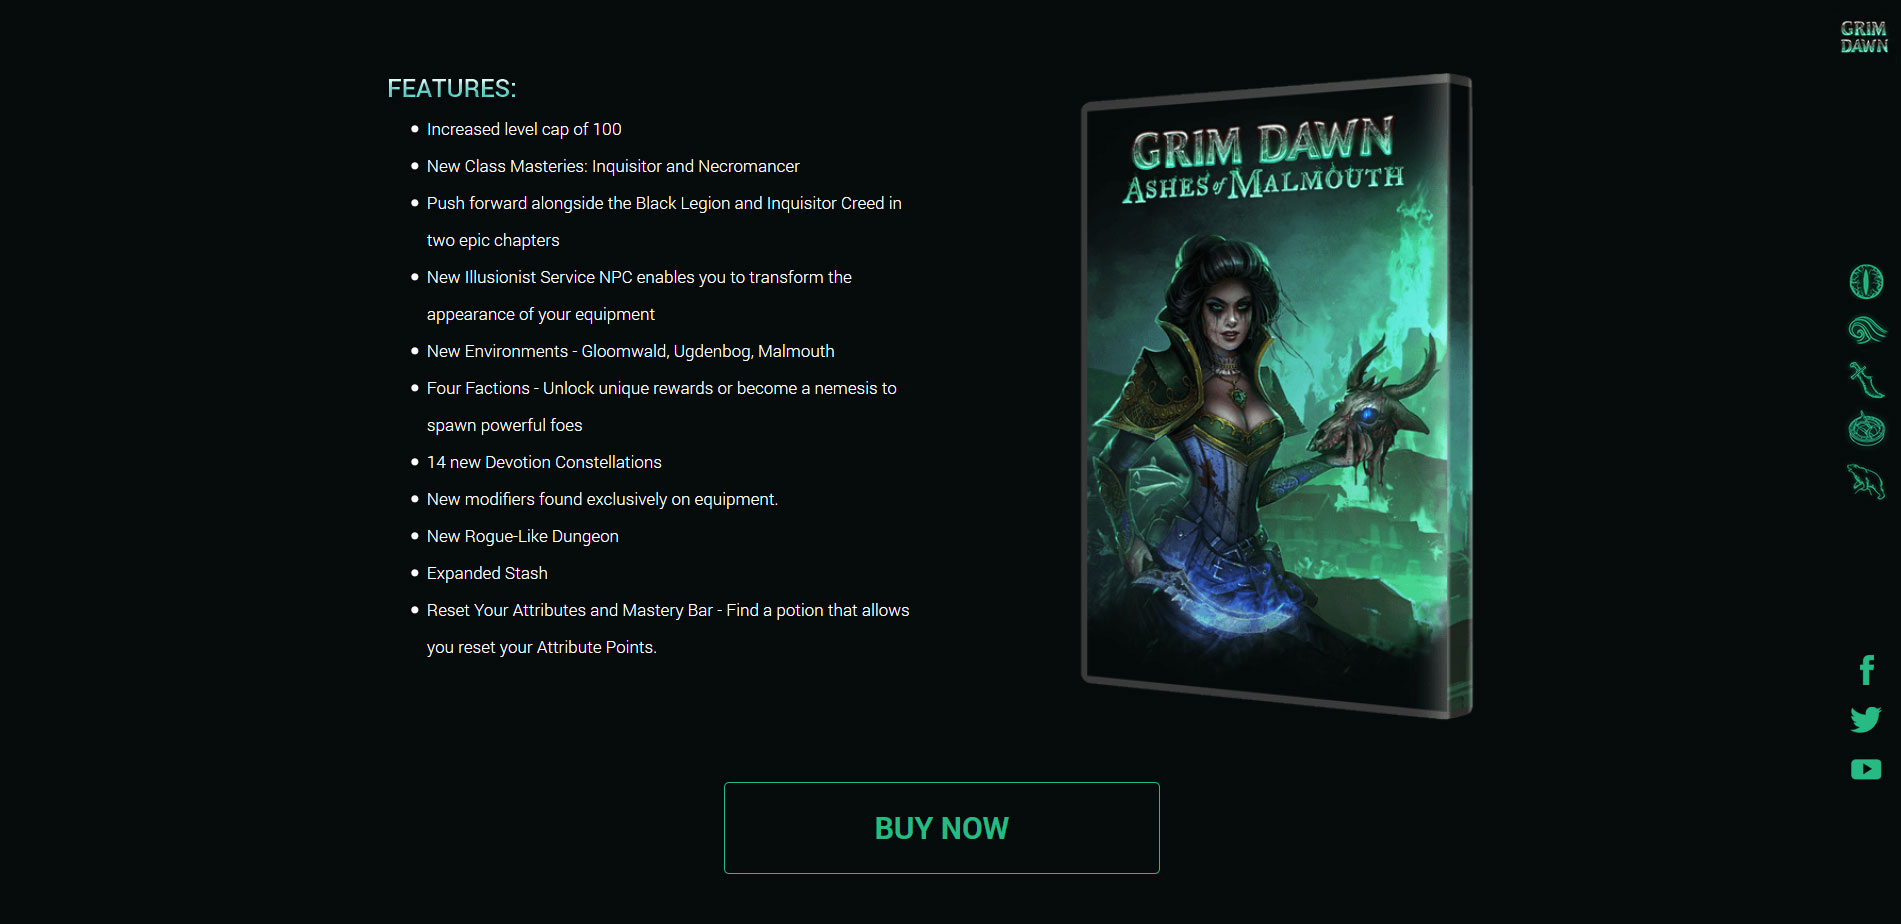 GRIM
DAWN
FEATURES:
Increased level cap of 100
New Class Masteries: Inquisitor and Necromancer
Push forward alongside the Black Legion and Inquisitor Creed in
two epic chapters
New Illusionist Service NPC enables you to transform the
appearance of your equipment
New Environments - Gloomwald, Ugdenbog, Malmouth
Four Factions - Unlock unique rewards or become a nemesis to
spawn powerful foes
14 new Devotion Constellations
New modifiers found exclusively on equipment.
New Rogue-Like Dungeon
Expanded Stash
Reset Your Attributes and Mastery Bar - Find a potion that allows
you reset your Attribute Points.
GRIM DAWN
ASHES of MALMOUTH
BUY NOW